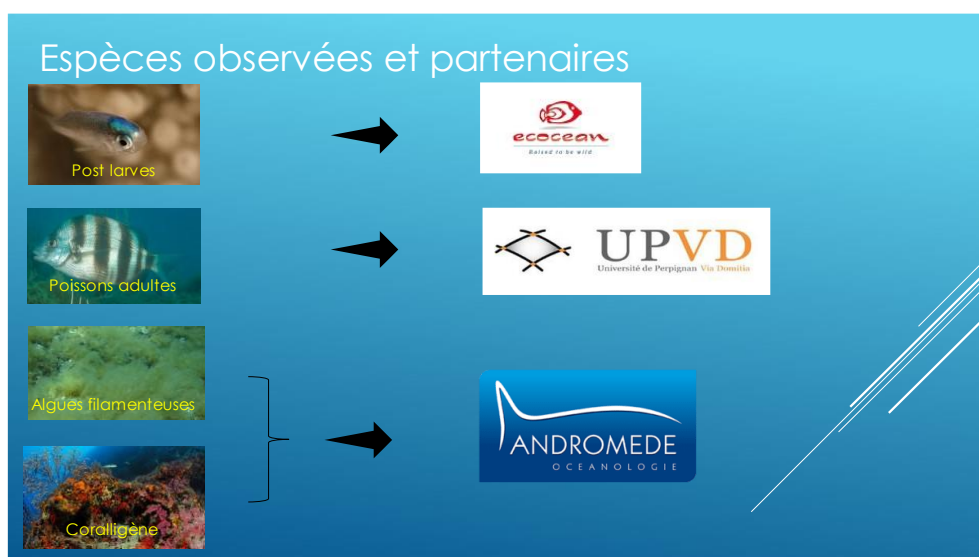 Espèces observées et partenaires
Post larves
ecocean
Raised to be wild
Poissons adultes
UPVD
Université de Perpignan Via Domitia
Algues filamenteuses
Coralligène
ANDROMEDE
OCEANOLOGIE